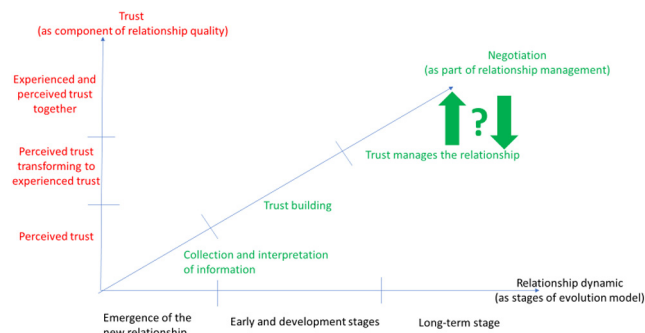 Trust
(as component of relationship quality)
Negotiation
(as part of relationship management)
Experienced and
perceived trust
together
?
Perceived trust
transforming to
experienced trust
Trust manages the relationship
Trust building
Perceived trust
Collection and interpretation
of information
Relationship dynamic
(as stages of evolution model)
Emergence of the
new relationship
Early and development stages
Long-term stage